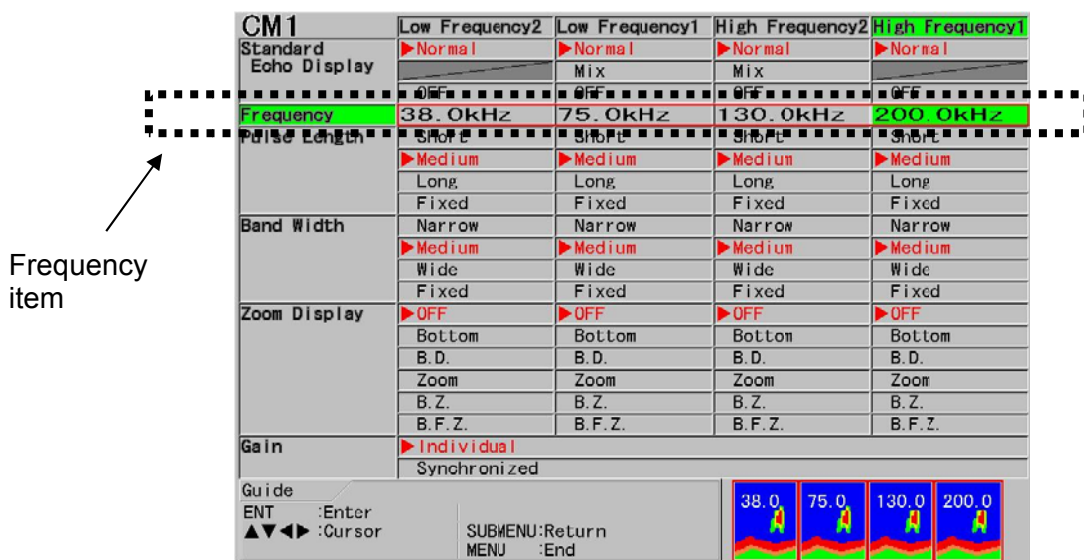 CM1 Low Frequency2 Low Frequency1 High Frequency2 High Frequency1
Standard Echo Display ▶Normal ▶Normal ▶Normal ▶Normal
Mix Mix
OFF OFF OFF OFF
Frequency 38.0kHz 75.0kHz 130.0kHz 200.0kHz
Pulse Length Short Short Short Short
▶Medium ▶Medium ▶Medium ▶Medium
Long Long Long Long
Fixed Fixed Fixed Fixed
Band Width Narrow Narrow Narrow Narrow
▶Medium ▶Medium ▶Medium ▶Medium
Wide Wide Wide Wide
Fixed Fixed Fixed Fixed
Zoom Display ▶OFF ▶OFF ▶OFF ▶OFF
Bottom Bottom Bottom Bottom
B.D. B.D. B.D. B.D.
Zoom Zoom Zoom Zoom
B.Z. B.Z. B.Z. B.Z.
B.F.Z. B.F.Z. B.F.Z. B.F.Z.
Gain ▶Individual
Synchronized
Guide
ENT :Enter
▲▼◀▶ :Cursor SUBMENU:Return
MENU :End
38.0 75.0 130.0 200.0
Frequency
item